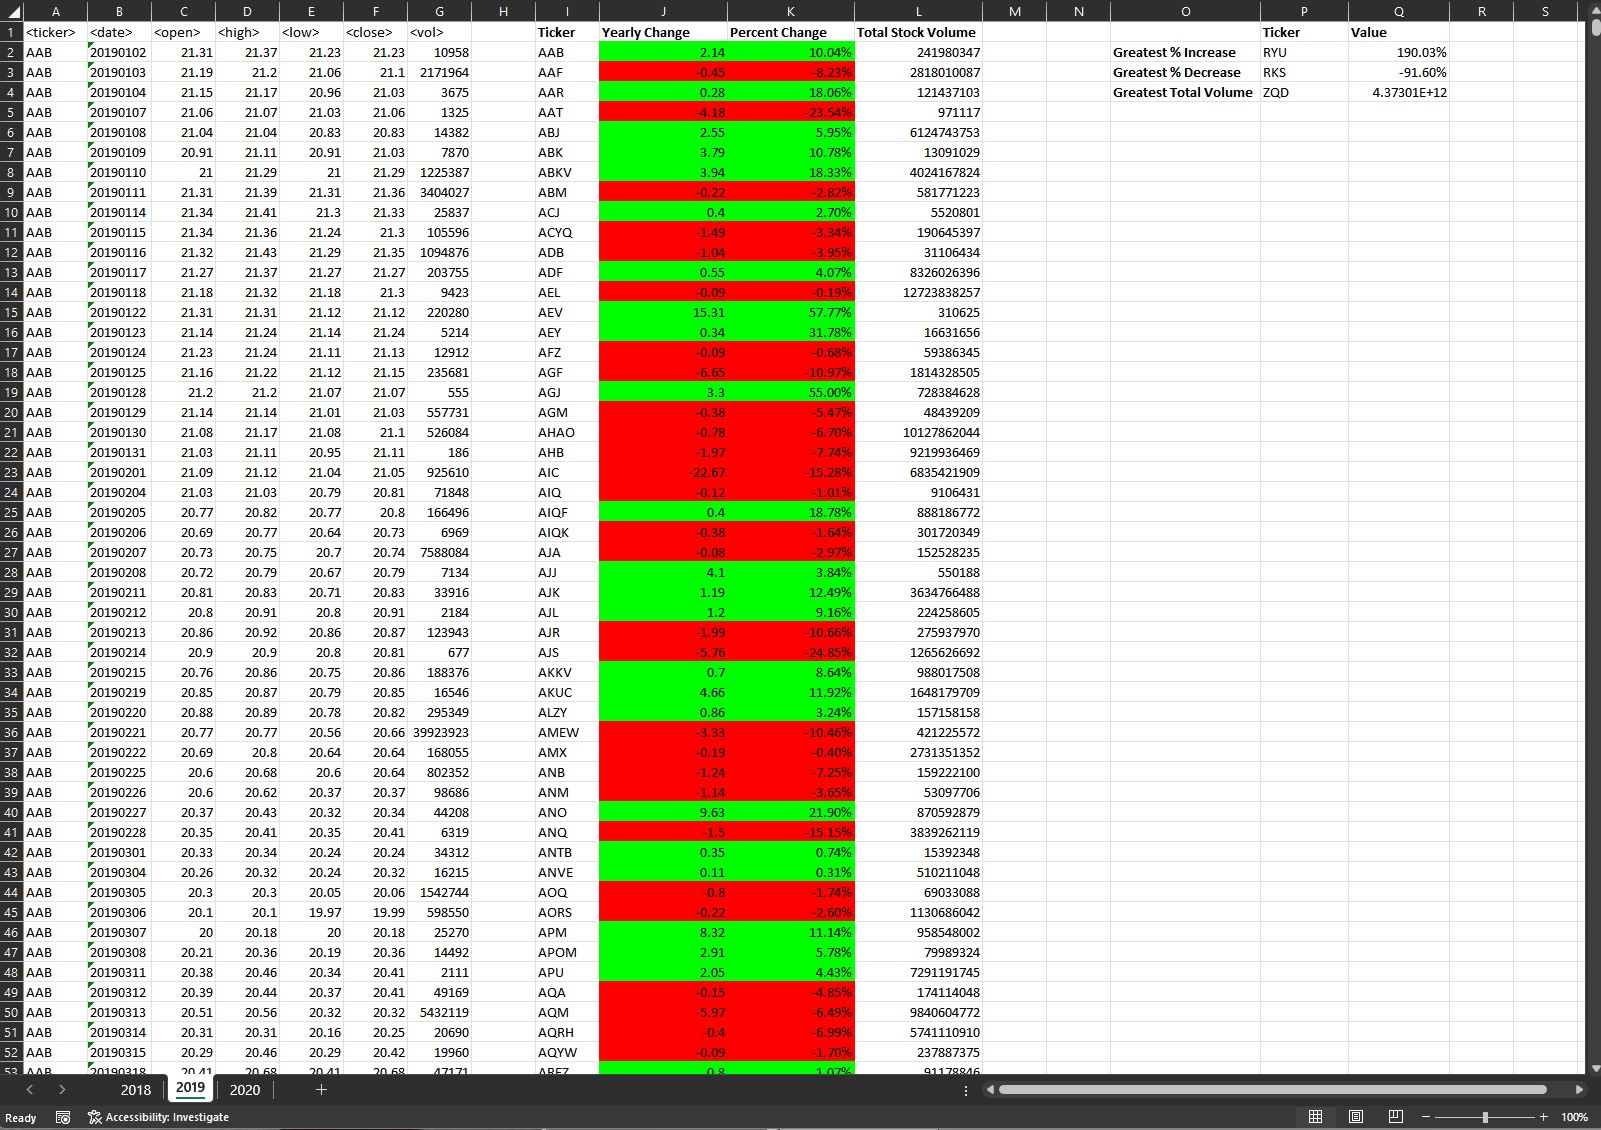 A B C D E F G H I J K L M N O P Q R S
1 <ticker> <date> <open> <high> <low> <close> <vol> Ticker Yearly Change Percent Change Total Stock Volume Ticker Value
2 AAB 20190102 21.31 21.37 21.23 21.23 10958 AAB 2.14 10.04% 241980347 Greatest % Increase RYU 190.03%
3 AAB 20190103 21.19 21.2 21.06 21.1 2171964 AAF -0.45 -8.23% 2818010087 Greatest % Decrease RKS -91.60%
4 AAB 20190104 21.15 21.17 20.96 21.03 3675 AAR 0.28 18.06% 121437103 Greatest Total Volume ZQD 4.37301E+12
5 AAB 20190107 21.06 21.07 21.03 21.06 1325 AAT -4.18 -23.54% 971117
6 AAB 20190108 21.04 21.04 20.83 20.83 14382 ABJ 2.55 5.95% 6124743753
7 AAB 20190109 20.91 21.11 20.91 21.03 7870 ABK 3.79 10.78% 13091029
8 AAB 20190110 21 21.29 21 21.29 1225387 ABKV 3.94 18.33% 4024167824
9 AAB 20190111 21.31 21.39 21.31 21.36 3404027 ABM -0.22 -2.82% 581771223
10 AAB 20190114 21.34 21.41 21.3 21.33 25837 ACJ 0.4 2.70% 5520801
11 AAB 20190115 21.34 21.36 21.24 21.3 105596 ACYQ -1.49 -3.34% 190645397
12 AAB 20190116 21.32 21.43 21.29 21.35 1094876 ADB -1.04 -3.95% 31106434
13 AAB 20190117 21.27 21.37 21.27 21.27 203755 ADF 0.55 4.07% 8326026396
14 AAB 20190118 21.18 21.32 21.18 21.3 9423 AEL -0.09 -0.19% 12723838257
15 AAB 20190122 21.31 21.31 21.12 21.12 220280 AEV 15.31 57.77% 310625
16 AAB 20190123 21.14 21.24 21.14 21.24 5214 AEY 0.34 31.78% 16631656
17 AAB 20190124 21.23 21.24 21.11 21.13 12912 AFZ -0.09 -0.68% 59386345
18 AAB 20190125 21.16 21.22 21.12 21.15 235681 AGF -6.65 -10.97% 1814328505
19 AAB 20190128 21.2 21.2 21.07 21.07 555 AGJ 3.3 55.00% 728384628
20 AAB 20190129 21.14 21.14 21.01 21.03 557731 AGM -0.38 -5.47% 48439209
21 AAB 20190130 21.08 21.17 21.08 21.1 526084 AHAO -0.78 -6.70% 10127862044
22 AAB 20190131 21.03 21.11 20.95 21.11 186 AHB -1.97 -7.74% 9219936469
23 AAB 20190201 21.09 21.12 21.04 21.05 925610 AIC -22.67 -15.28% 6835421909
24 AAB 20190204 21.03 21.03 20.79 20.81 71848 AIQ -0.12 -1.01% 9106431
25 AAB 20190205 20.77 20.82 20.77 20.8 166496 AIQF 0.4 18.78% 888186772
26 AAB 20190206 20.69 20.77 20.64 20.73 6969 AIQK -0.38 -1.64% 301720349
27 AAB 20190207 20.73 20.75 20.7 20.74 7588084 AJA -0.08 -2.97% 152528235
28 AAB 20190208 20.72 20.79 20.67 20.79 7134 AJJ 4.1 3.84% 550188
29 AAB 20190211 20.81 20.83 20.71 20.83 33916 AJK 1.19 12.49% 3634766488
30 AAB 20190212 20.8 20.91 20.8 20.91 2184 AJL 1.2 9.16% 224258605
31 AAB 20190213 20.86 20.92 20.86 20.87 123943 AJR -1.99 -10.66% 275937970
32 AAB 20190214 20.9 20.9 20.8 20.81 677 AJS -5.76 -24.85% 1265626692
33 AAB 20190215 20.76 20.86 20.75 20.86 188376 AKKV 0.7 8.64% 988017508
34 AAB 20190219 20.85 20.87 20.79 20.85 16546 AKUC 4.66 11.92% 1648179709
35 AAB 20190220 20.88 20.89 20.78 20.82 295349 ALZY 0.86 3.24% 157158158
36 AAB 20190221 20.77 20.77 20.56 20.66 39923923 AMEW -3.33 -10.46% 421225572
37 AAB 20190222 20.69 20.8 20.64 20.64 168055 AMX -0.19 -0.40% 2731351352
38 AAB 20190225 20.6 20.68 20.6 20.64 802352 ANB -1.24 -7.25% 159222100
39 AAB 20190226 20.6 20.62 20.37 20.37 98686 ANM -1.14 -3.65% 53097706
40 AAB 20190227 20.37 20.43 20.32 20.34 44208 ANO 9.63 21.90% 870592879
41 AAB 20190228 20.35 20.41 20.35 20.41 6319 ANQ -1.5 -15.15% 3839262119
42 AAB 20190301 20.33 20.34 20.24 20.24 34312 ANTB 0.35 0.74% 15392348
43 AAB 20190304 20.26 20.32 20.24 20.32 16215 ANVE 0.11 0.31% 510211048
44 AAB 20190305 20.3 20.3 20.05 20.06 1542744 AOQ -0.8 -1.74% 69033088
45 AAB 20190306 20.1 20.1 19.97 19.99 598550 AORS -0.22 -2.60% 1130686042
46 AAB 20190307 20 20.18 20 20.18 25270 APM 8.32 11.14% 958548002
47 AAB 20190308 20.21 20.36 20.19 20.36 14492 APOM 2.91 5.78% 79989324
48 AAB 20190311 20.38 20.46 20.34 20.41 2111 APU 2.05 4.43% 7291191745
49 AAB 20190312 20.39 20.44 20.37 20.41 49169 AQA -0.15 -4.85% 174114048
50 AAB 20190313 20.51 20.56 20.32 20.32 5432119 AQM -5.97 -6.49% 9840604772
51 AAB 20190314 20.31 20.31 20.16 20.25 20690 AQRH -0.4 -6.99% 5741110910
52 AAB 20190315 20.29 20.46 20.29 20.42 19960 AQYW -0.09 -1.70% 237887375
53 AAB 20190318 20.41 20.68 20.41 20.68 47171 0.8 1.07% 91178846
2018 2019 2020
Ready Accessibility: Investigate 100%